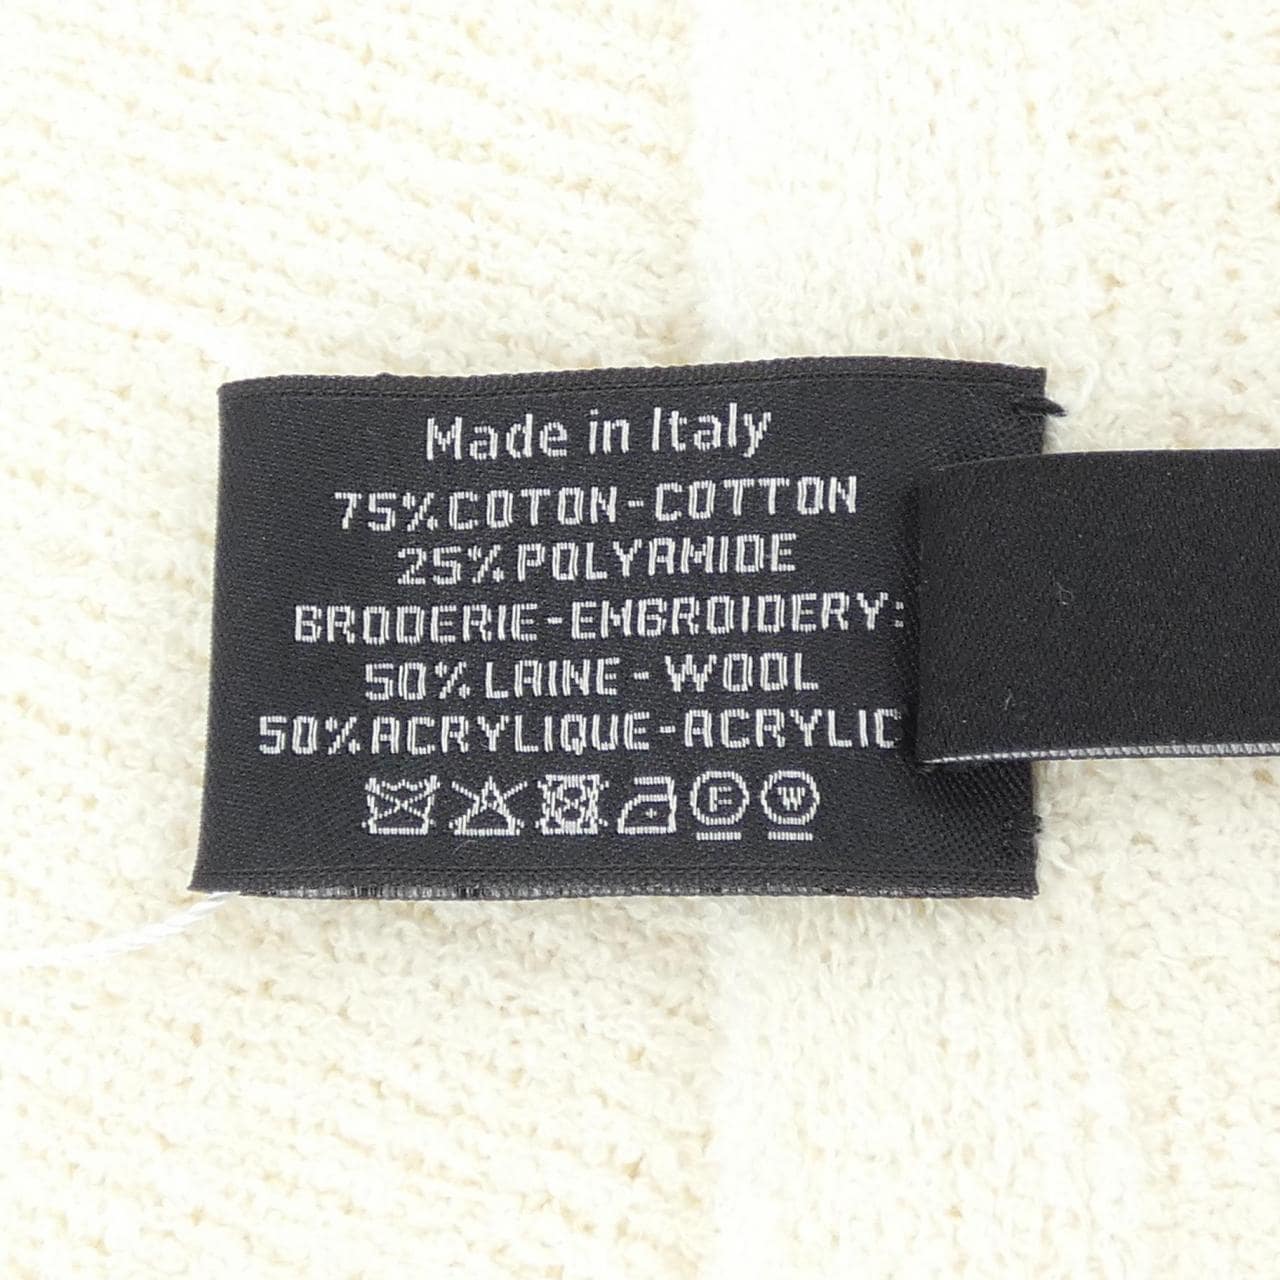 Made in Italy
75% COTON-COTTON
25% POLYAMIDE
BRODERIE-EMBROIDERY:
50% LAINE-WOOL
50% ACRYLIQUE-ACRYLIC
F W